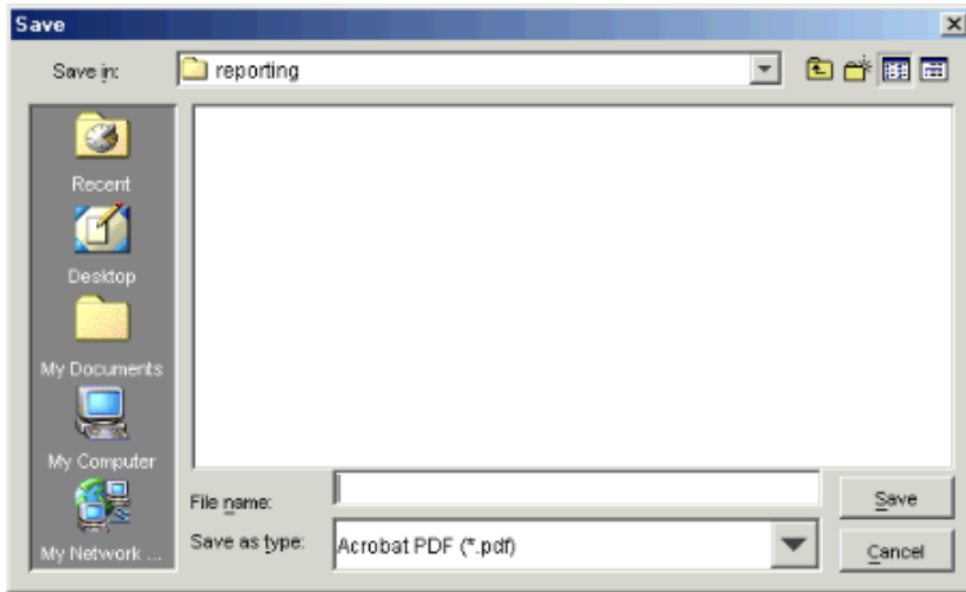 Save
Save in:
reporting
Recent
Desktop
My Documents
My Computer
My Network ...
File name:
Save
Save as type:
Acrobat PDF (*.pdf)
Cancel